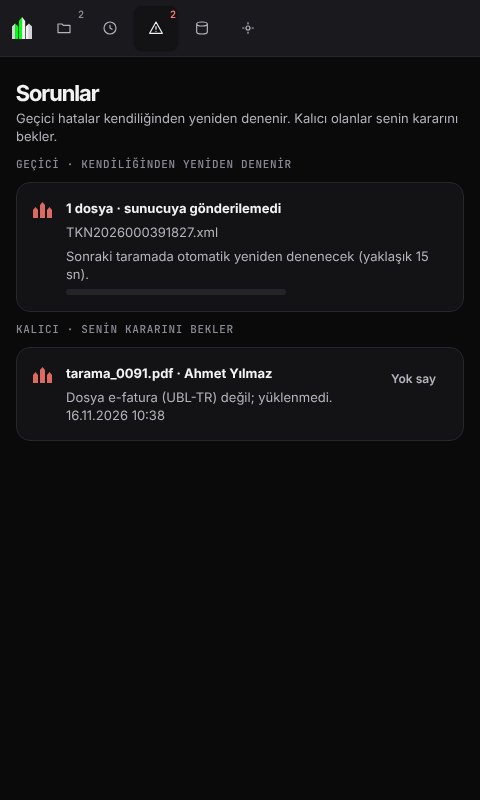 2
2
Sorunlar
Geçici hatalar kendiliğinden yeniden denenir. Kalıcı olanlar senin kararını
bekler.
GEÇİCİ · KENDİLİĞİNDEN YENİDEN DENENİR
1 dosya · sunucuya gönderilemedi
TKN2026000391827.xml
Sonraki taramada otomatik yeniden denenecek (yaklaşık 15
sn).
KALICI · SENİN KARARINI BEKLER
tarama_0091.pdf · Ahmet Yılmaz
Yok say
Dosya e-fatura (UBL-TR) değil; yüklenmedi.
16.11.2026 10:38